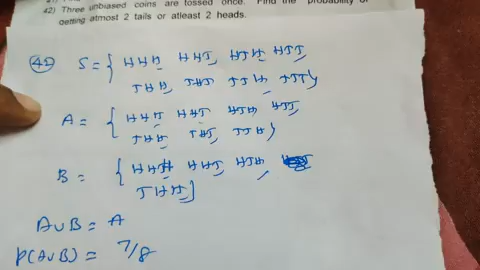 42) Three unbiased coins are tossed once. Find the probability of
getting atmost 2 tails or atleast 2 heads.
42 S = { HHH HHT HTH HTT
THH THT TTH TTT }
A = { HHH HHT HTH HTT
THH THT TTH }
B = { HHH HHT HTH
THH }
A∪B = A
P(A∪B) = 7/8